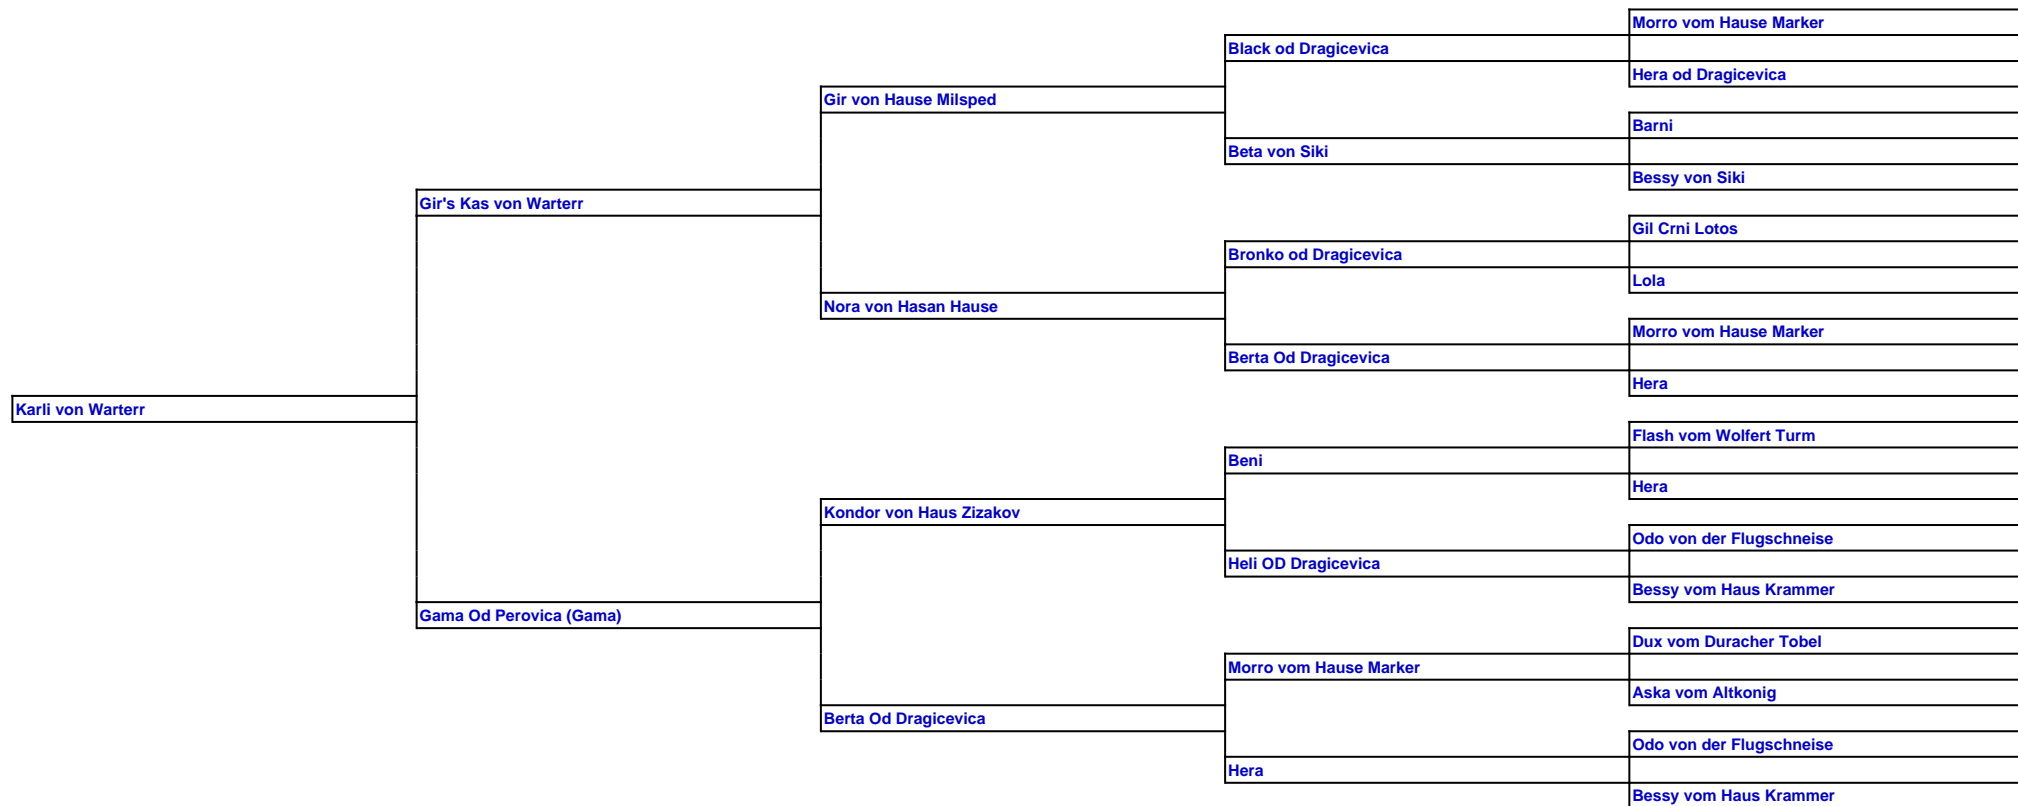 Morro vom Hause Marker
Black od Dragicevica
Hera od Dragicevica
Gir von Hause Milsped
Barni
Beta von Siki
Bessy von Siki
Gir's Kas von Warterr
Gil Crni Lotos
Bronko od Dragicevica
Lola
Nora von Hasan Hause
Morro vom Hause Marker
Berta Od Dragicevica
Hera
Karli von Warterr
Flash vom Wolfert Turm
Beni
Hera
Kondor von Haus Zizakov
Odo von der Flugschneise
Heli OD Dragicevica
Bessy vom Haus Krammer
Gama Od Perovica (Gama)
Dux vom Duracher Tobel
Morro vom Hause Marker
Aska vom Altkonig
Berta Od Dragicevica
Odo von der Flugschneise
Hera
Bessy vom Haus Krammer